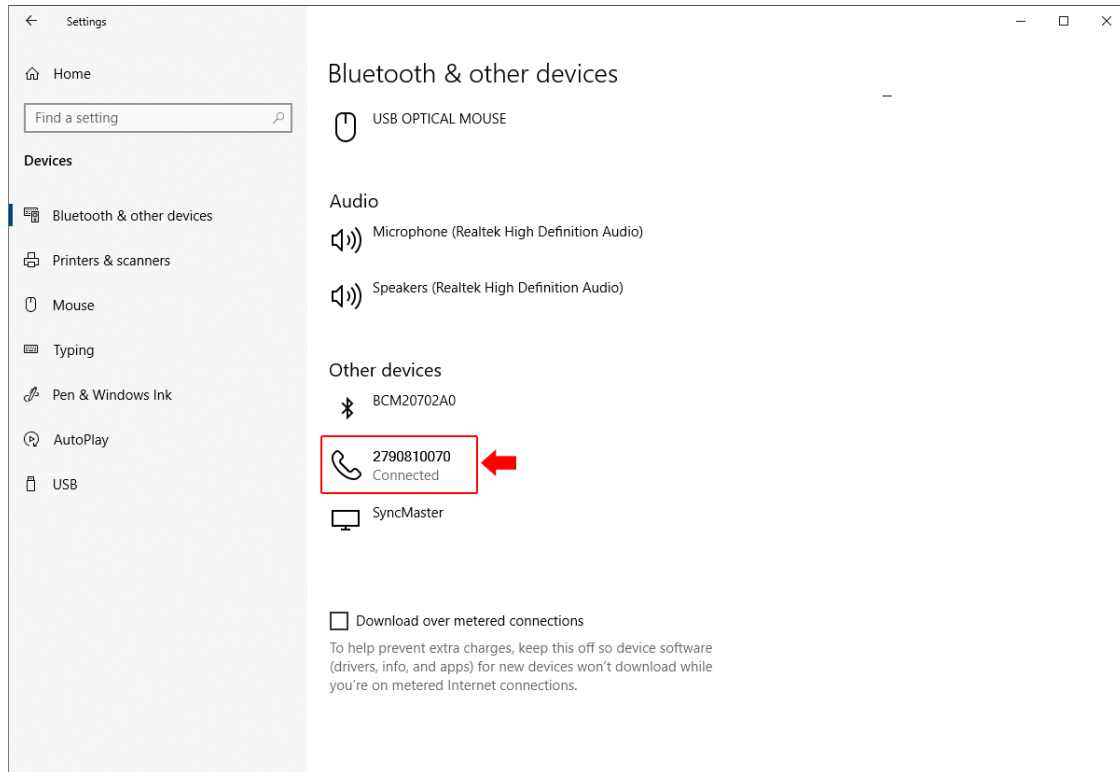 Settings
Home
Find a setting
Devices
Bluetooth & other devices
Printers & scanners
Mouse
Typing
Pen & Windows Ink
AutoPlay
USB
Bluetooth & other devices
USB OPTICAL MOUSE
Audio
Microphone (Realtek High Definition Audio)
Speakers (Realtek High Definition Audio)
Other devices
BCM20702A0
2790810070
Connected
SyncMaster
Download over metered connections
To help prevent extra charges, keep this off so device software
(drivers, info, and apps) for new devices won’t download while
you’re on metered Internet connections.